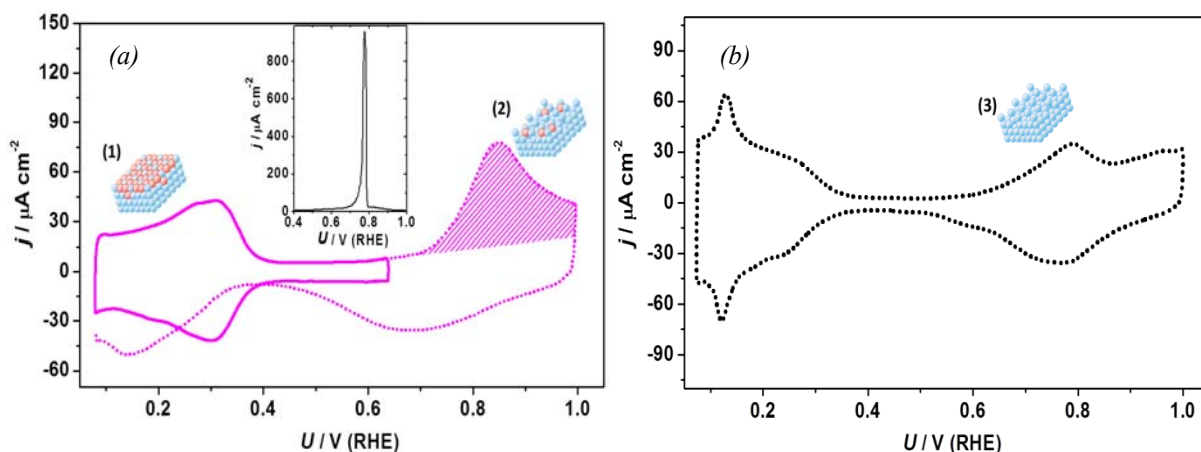 (a)
j / μA cm-2
150
120
90
60
30
0
-30
-60
0.2 0.4 0.6 0.8 1.0
U / V (RHE)
(1)
(2)
j / μA cm-2
800
600
400
200
0
0.4 0.6 0.8 1.0
U / V (RHE)
(b)
j / μA cm-2
90
60
30
0
-30
-60
-90
0.2 0.4 0.6 0.8 1.0
U / V (RHE)
(3)